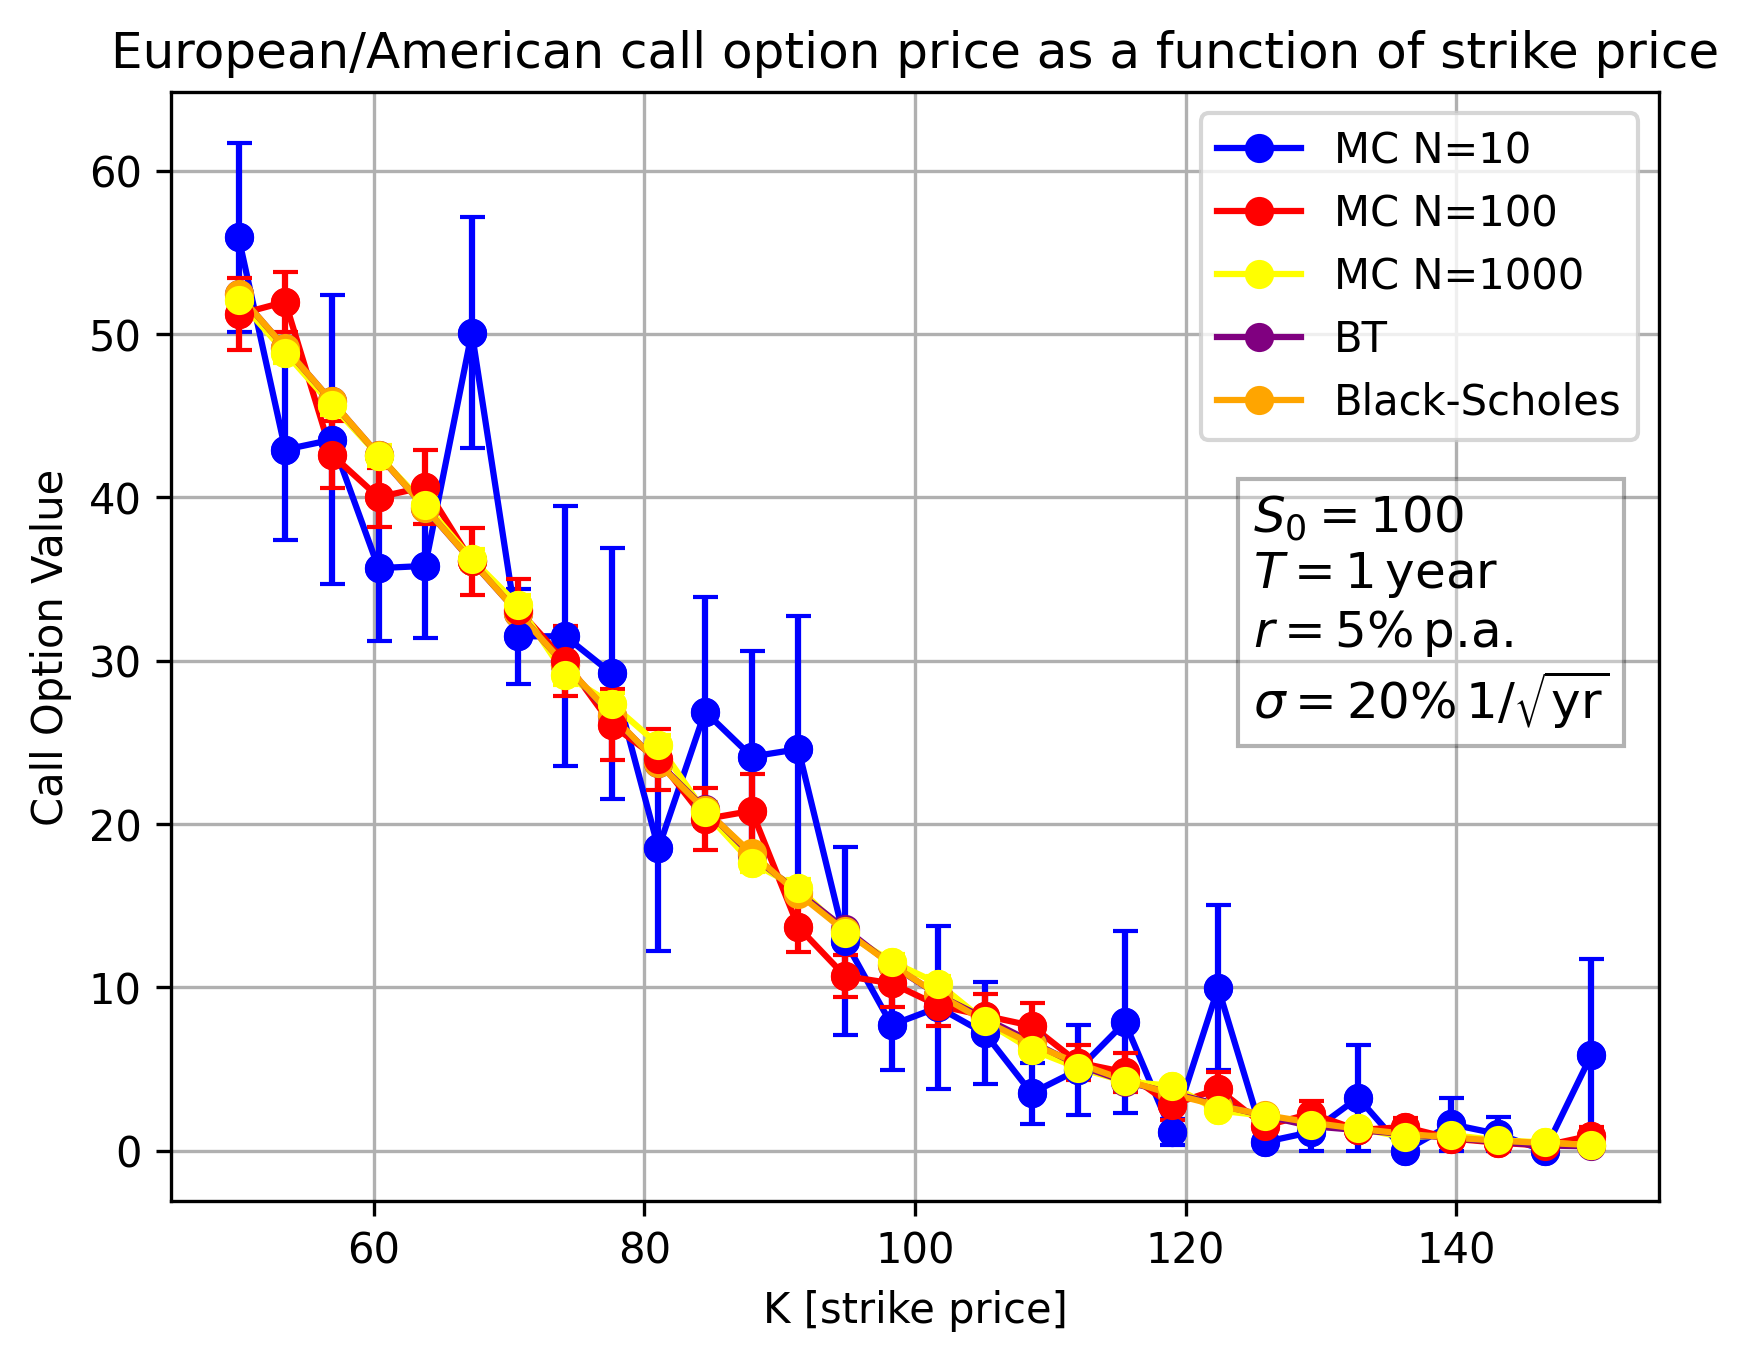 European/American call option price as a function of strike price
MC N=10
MC N=100
MC N=1000
BT
Black-Scholes
S₀ = 100
T = 1 year
r = 5% p.a.
σ = 20% 1/√yr
Call Option Value
60
50
40
30
20
10
0
60 80 100 120 140
K [strike price]